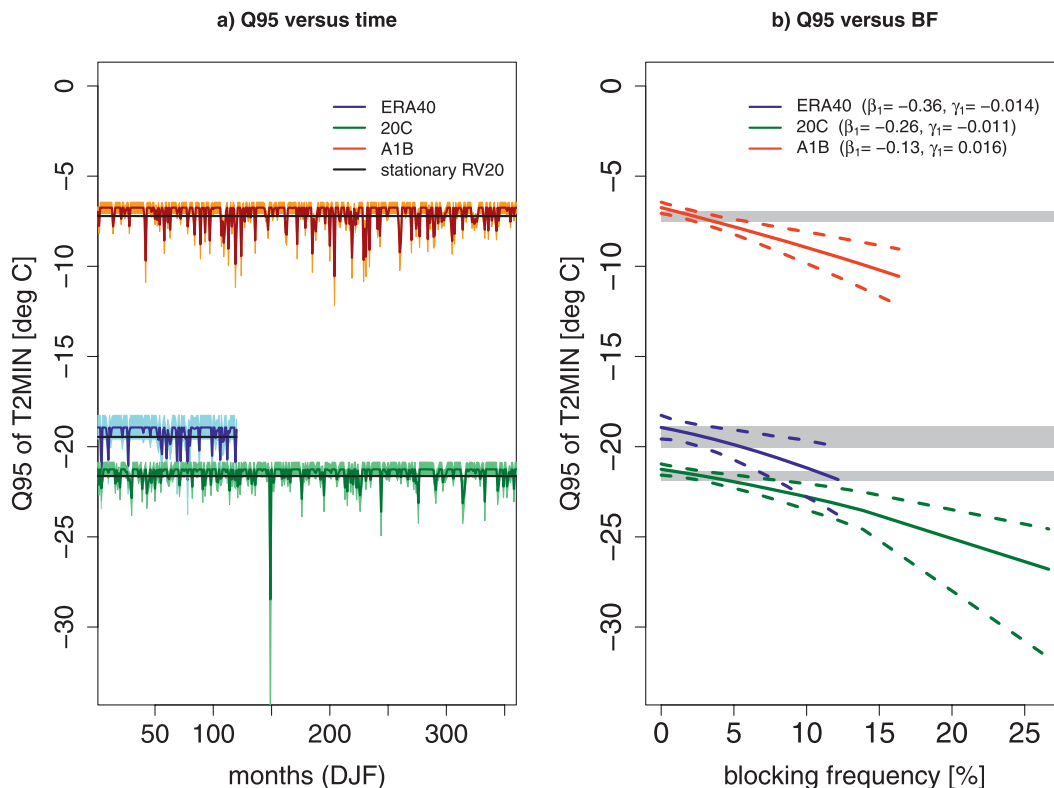 a) Q95 versus time
Q95 of T2MIN [deg C]
0
−5
−10
−15
−20
−25
−30
ERA40
20C
A1B
stationary RV20
50
100
200
300
months (DJF)
b) Q95 versus BF
Q95 of T2MIN [deg C]
0
−5
−10
−15
−20
−25
−30
ERA40 (β₁= −0.36, γ₁= −0.014)
20C (β₁= −0.26, γ₁= −0.011)
A1B (β₁= −0.13, γ₁= 0.016)
0
5
10
15
20
25
blocking frequency [%]